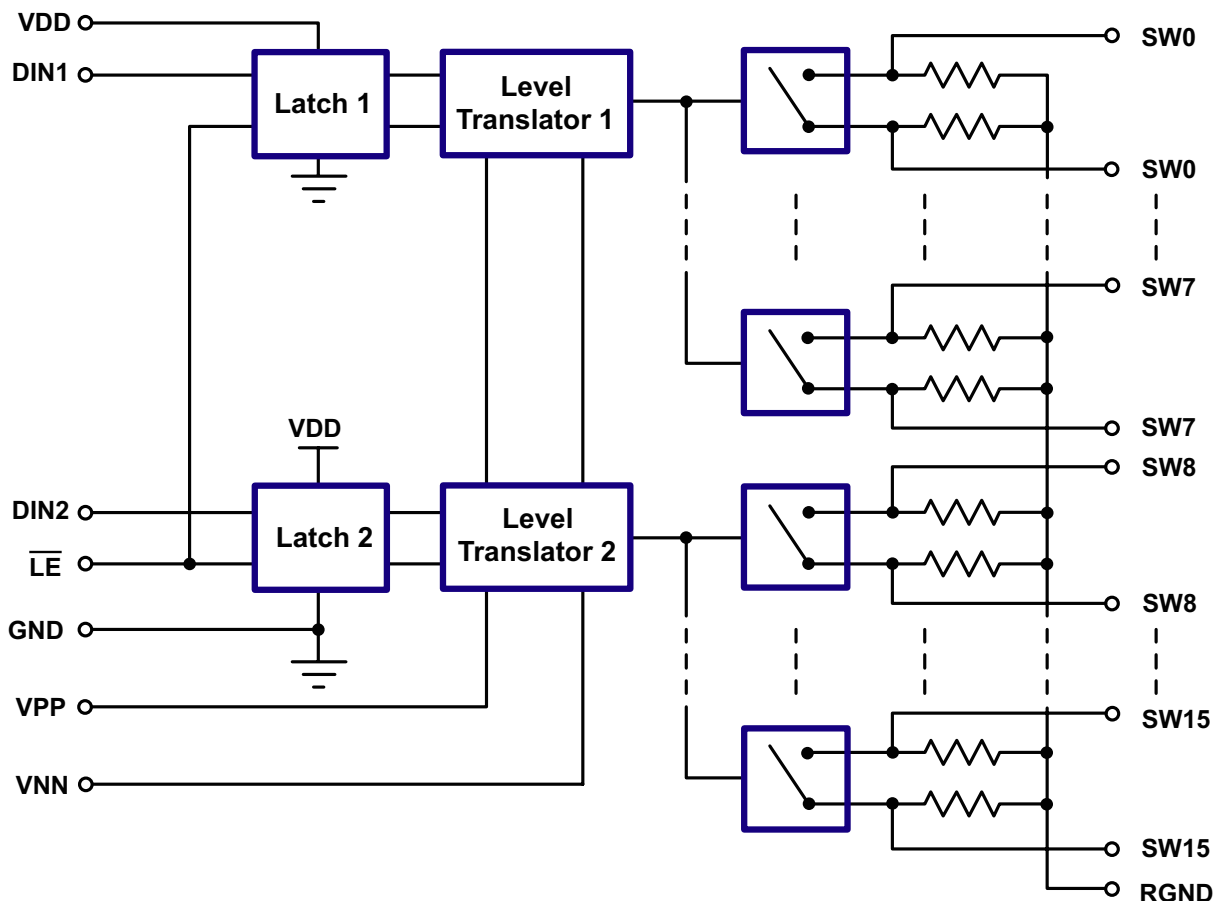 VDD
SW0
DIN1
Latch 1
Level
Translator 1
SW0
SW7
SW7
VDD
SW8
DIN2
Latch 2
Level
Translator 2
LE
SW8
GND
VPP
SW15
VNN
SW15
RGND